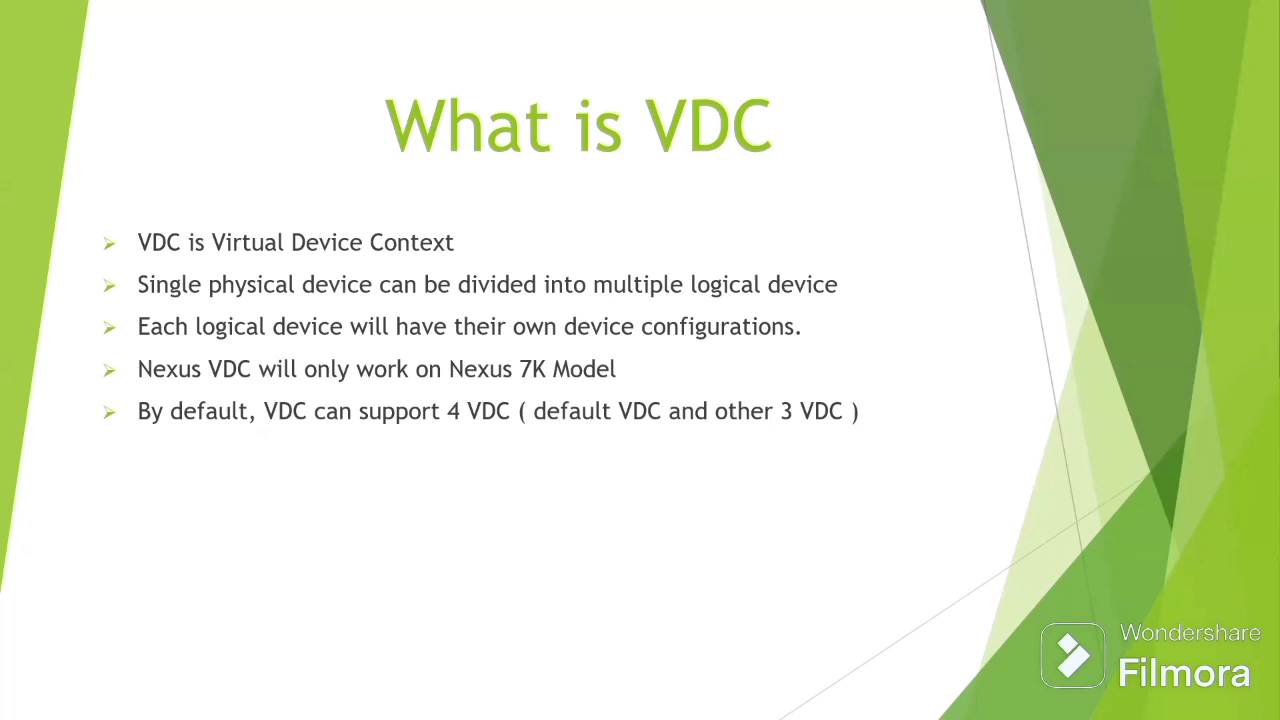 What is VDC
VDC is Virtual Device Context
Single physical device can be divided into multiple logical device
Each logical device will have their own device configurations.
Nexus VDC will only work on Nexus 7K Model
By default, VDC can support 4 VDC ( default VDC and other 3 VDC )
Wondershare
Filmora